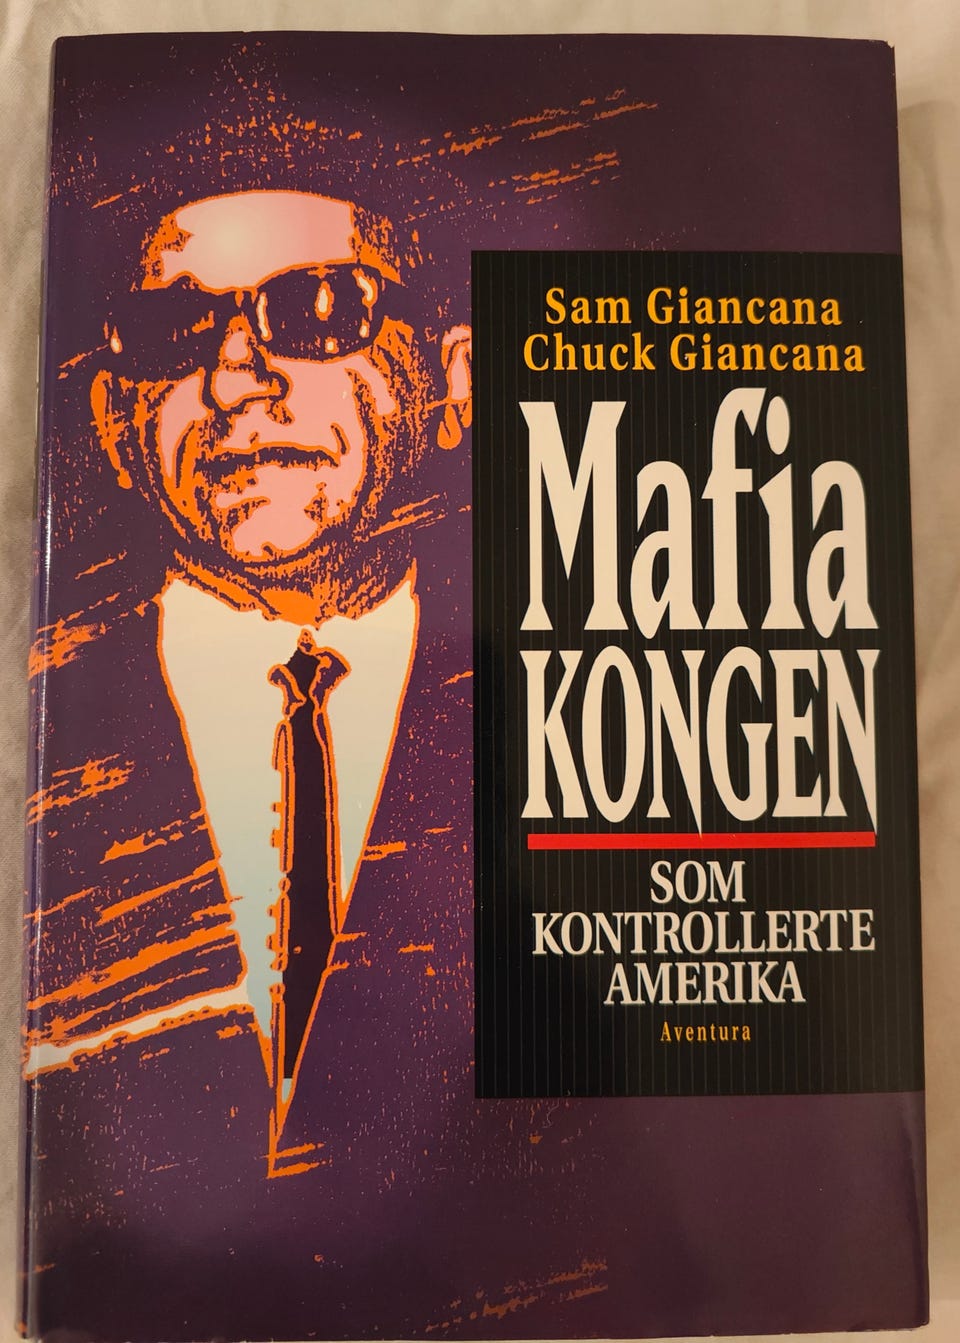 Sam Giancana
Chuck Giancana
Mafia
KONGEN
SOM
KONTROLLERTE
AMERIKA
Aventura